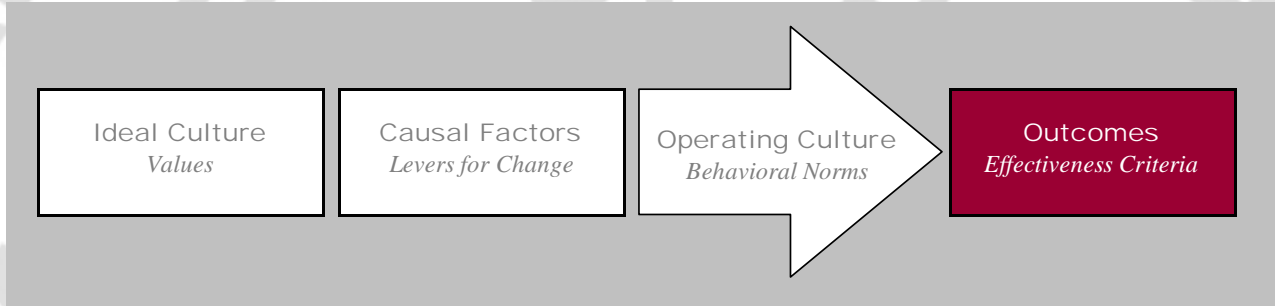 Ideal Culture
Values
Causal Factors
Levers for Change
Operating Culture
Behavioral Norms
Outcomes
Effectiveness Criteria